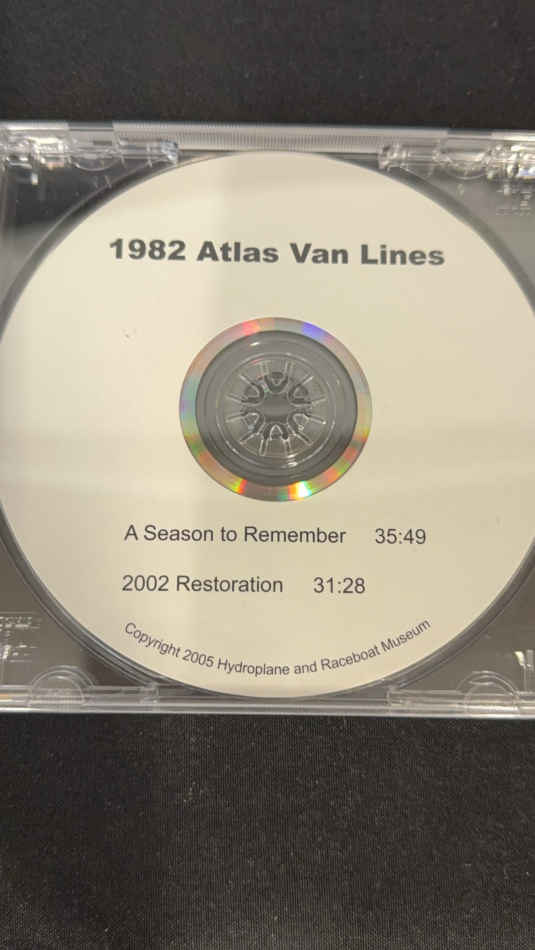 1982 Atlas Van Lines
A Season to Remember 35:49
2002 Restoration 31:28
Copyright 2005 Hydroplane and Raceboat Museum